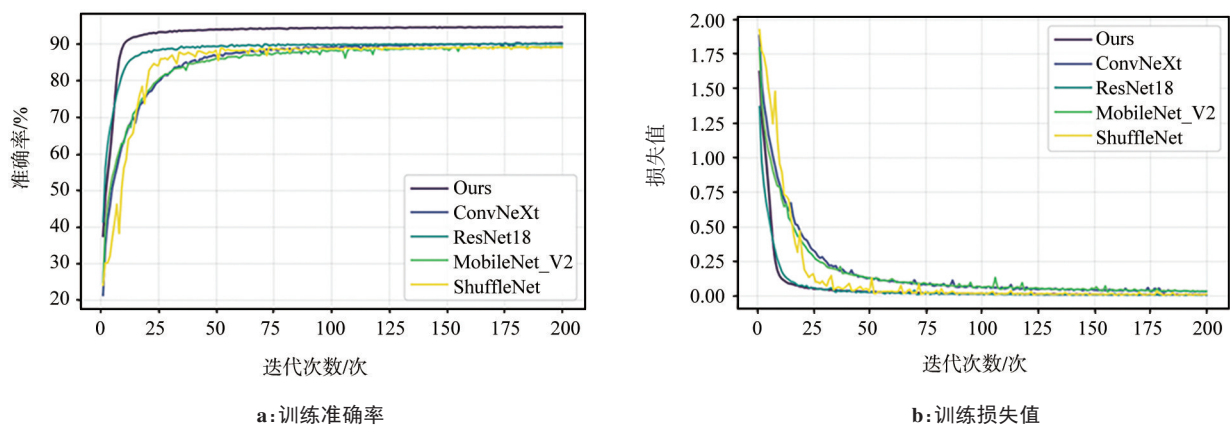 准确率/%
90
80
70
60
50
40
30
20
0
25
50
75
100
125
150
175
200
Ours
ConvNeXt
ResNet18
MobileNet_V2
ShuffleNet
迭代次数/次
a:训练准确率
损失值
2.00
1.75
1.50
1.25
1.00
0.75
0.50
0.25
0.00
0
25
50
75
100
125
150
175
200
Ours
ConvNeXt
ResNet18
MobileNet_V2
ShuffleNet
迭代次数/次
b:训练损失值